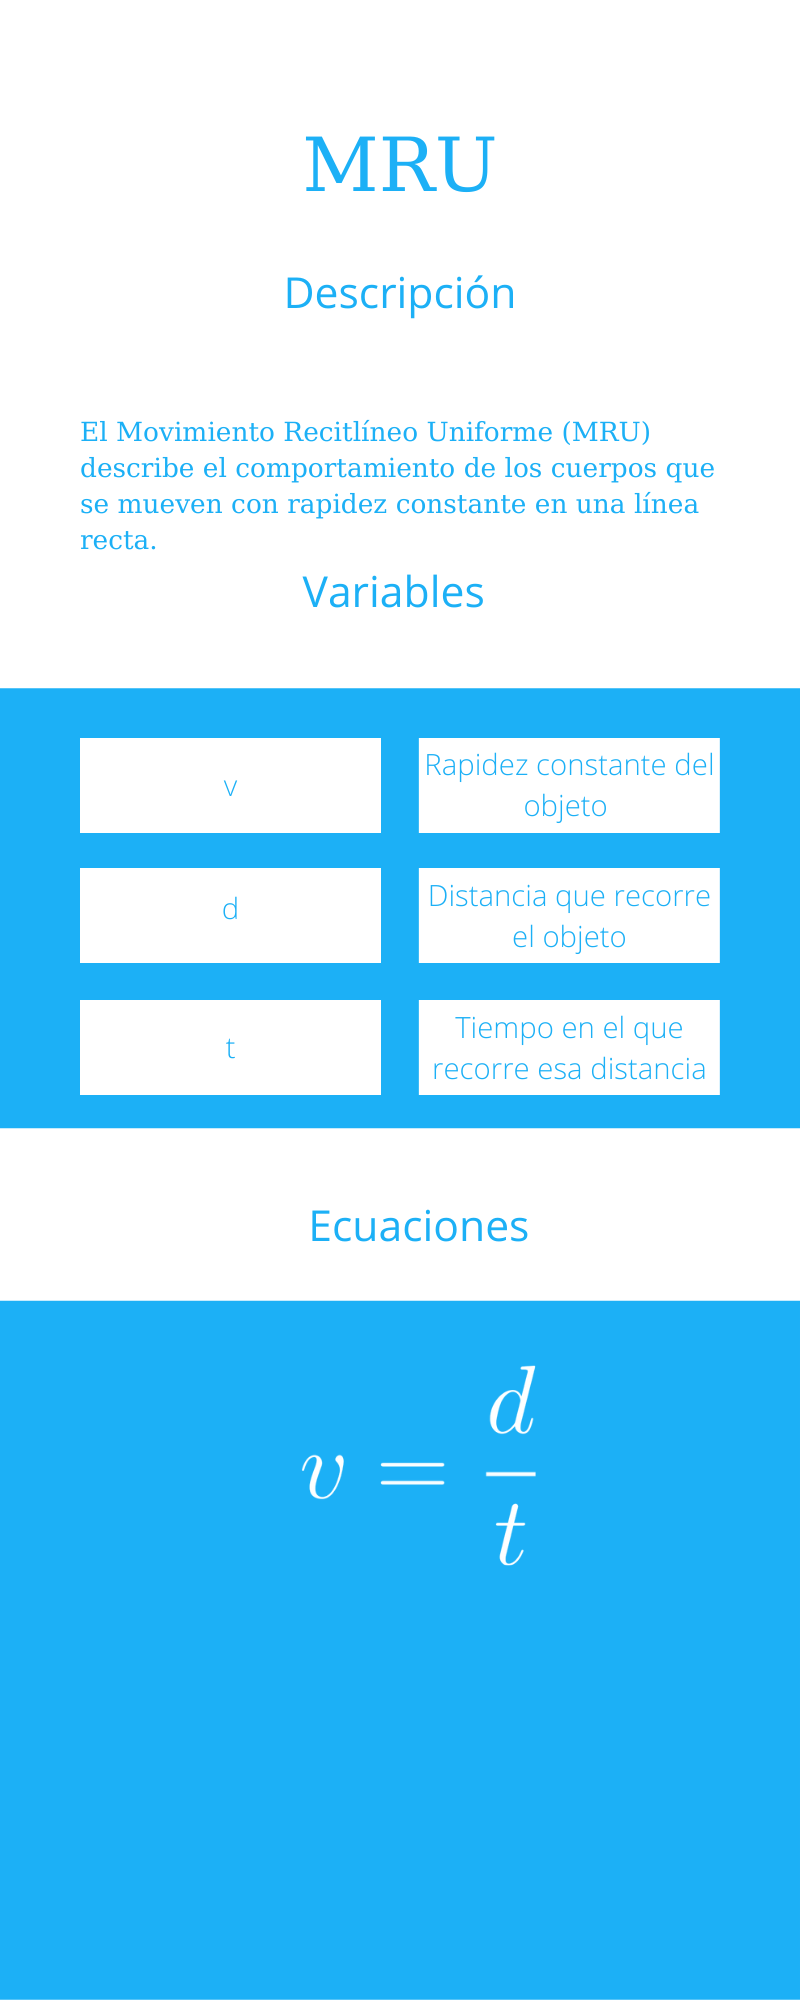 MRU
Descripción
El Movimiento Recitlíneo Uniforme (MRU)
describe el comportamiento de los cuerpos que
se mueven con rapidez constante en una línea
recta.
Variables
v
Rapidez constante del
objeto
d
Distancia que recorre
el objeto
t
Tiempo en el que
recorre esa distancia
Ecuaciones
v = d/t